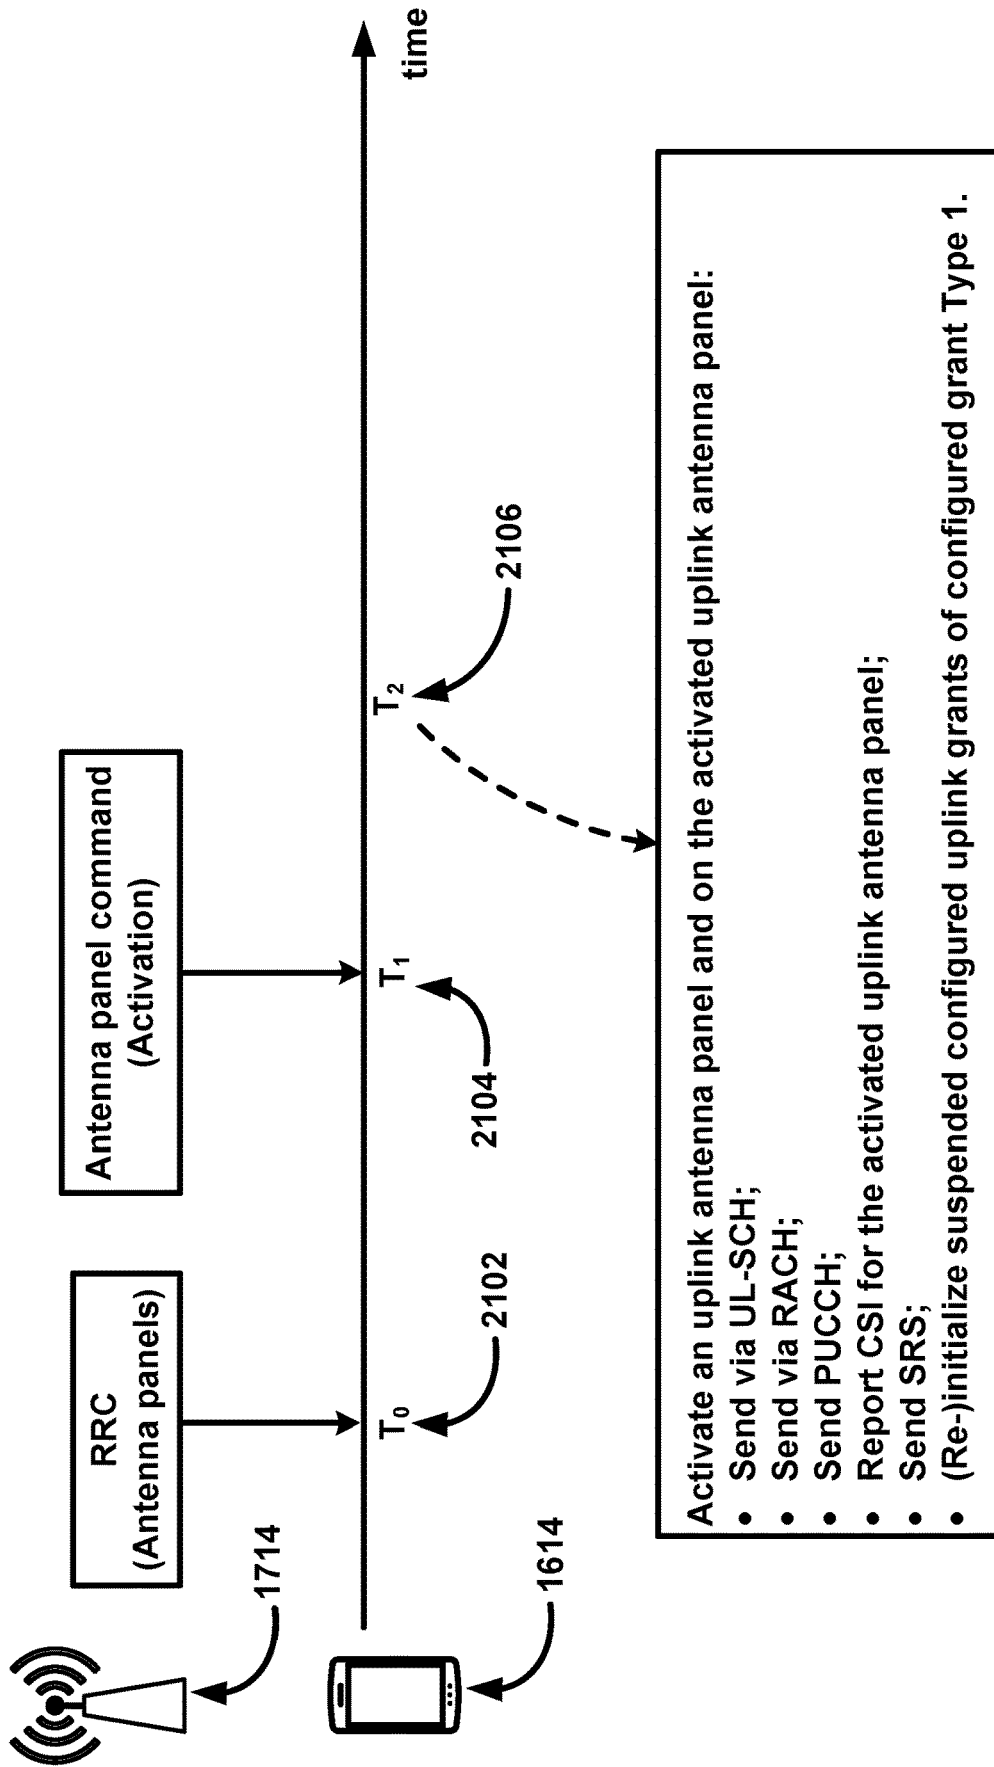 RRC
(Antenna panels)
Antenna panel command
(Activation)
1714
1614
T0
T1
T2
time
2102
2104
2106
Activate an uplink antenna panel and on the activated uplink antenna panel:
• Send via UL-SCH;
• Send via RACH;
• Send PUCCH;
• Report CSI for the activated uplink antenna panel;
• Send SRS;
• (Re-)initialize suspended configured uplink grants of configured grant Type 1.